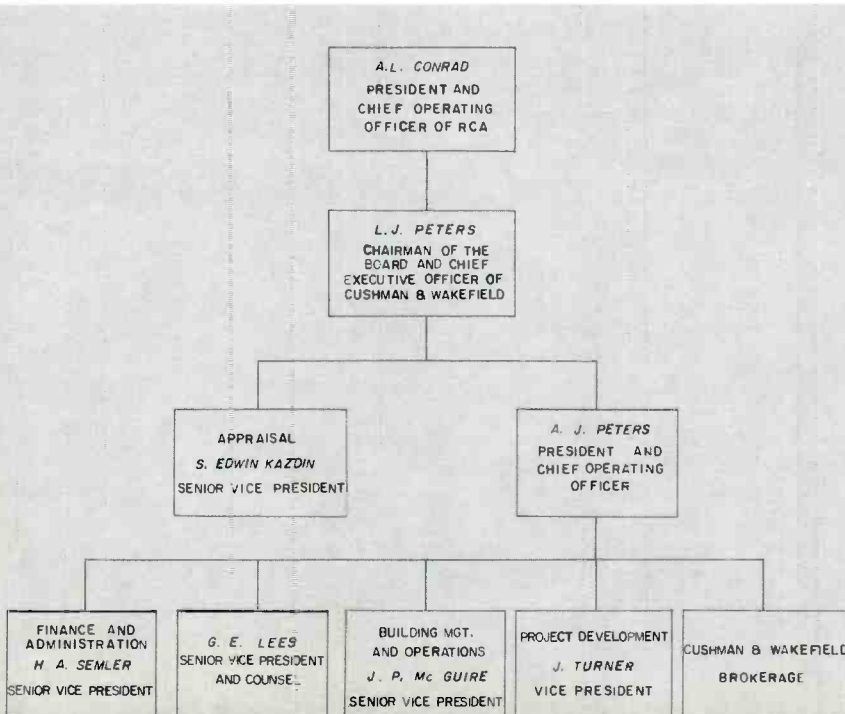 A.L. CONRAD
PRESIDENT AND
CHIEF OPERATING
OFFICER OF RCA
L.J. PETERS
CHAIRMAN OF THE
BOARD AND CHIEF
EXECUTIVE OFFICER OF
CUSHMAN & WAKEFIELD
APPRAISAL
S. EDWIN KAZDIN
SENIOR VICE PRESIDENT
A. J. PETERS
PRESIDENT AND
CHIEF OPERATING
OFFICER
FINANCE AND
ADMINISTRATION
H A. SEMLER
SENIOR VICE PRESIDENT
G. E. LEES
SENIOR VICE PRESIDENT
AND COUNSEL
BUILDING MGT.
AND OPERATIONS
J. P. Mc GUIRE
SENIOR VICE PRESIDENT
PROJECT DEVELOPMENT
J. TURNER
VICE PRESIDENT
CUSHMAN & WAKEFIELD
BROKERAGE